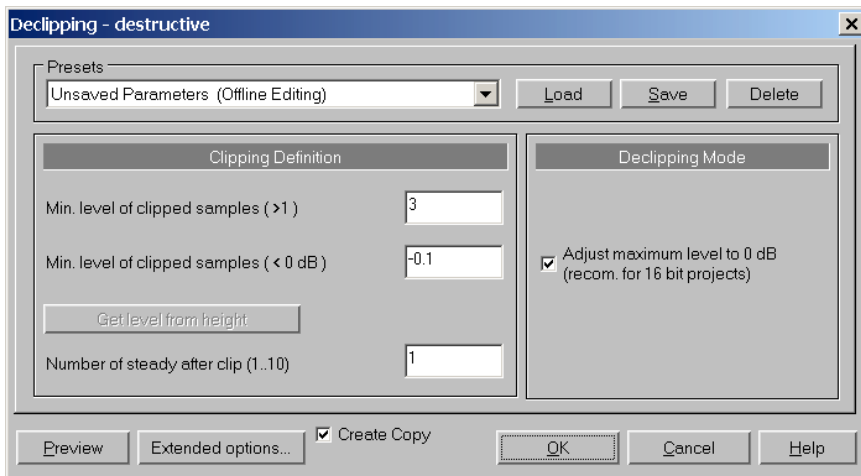 Declipping - destructive
Presets
Unsaved Parameters (Offline Editing)
Load
Save
Delete
Clipping Definition
Min. level of clipped samples ( >1 )
3
Min. level of clipped samples ( < 0 dB )
-0.1
Get level from height
Number of steady after clip (1..10)
1
Declipping Mode
Adjust maximum level to 0 dB
(recom. for 16 bit projects)
Preview
Extended options...
Create Copy
OK
Cancel
Help